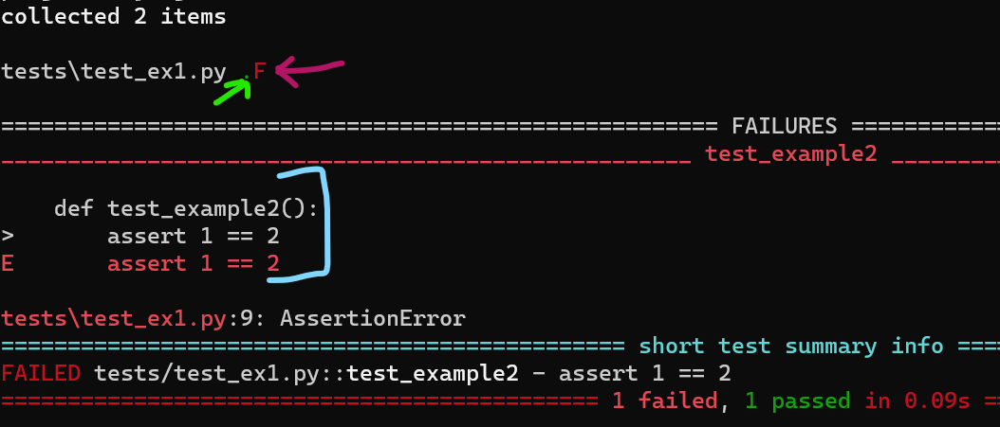 collected 2 items
tests\test_ex1.py .F
==================================================== FAILURES ===========
____________________________________________________ test_example2 ________
def test_example2():
> assert 1 == 2
E assert 1 == 2
tests\test_ex1.py:9: AssertionError
=============================================== short test summary info ====
FAILED tests/test_ex1.py::test_example2 - assert 1 == 2
============================================= 1 failed, 1 passed in 0.09s ==